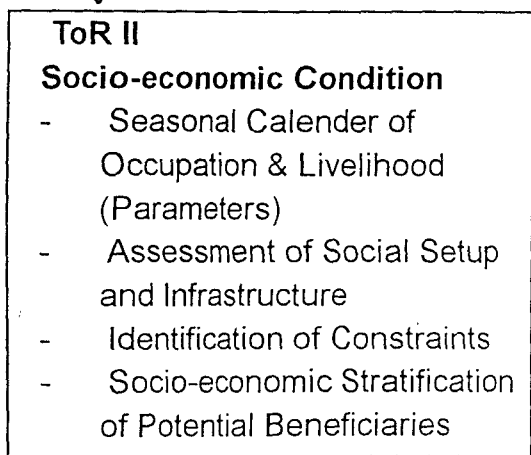 ToR II
Socio-economic Condition
- Seasonal Calender of
Occupation & Livelihood
(Parameters)
- Assessment of Social Setup
and Infrastructure
- Identification of Constraints
- Socio-economic Stratification
of Potential Beneficiaries